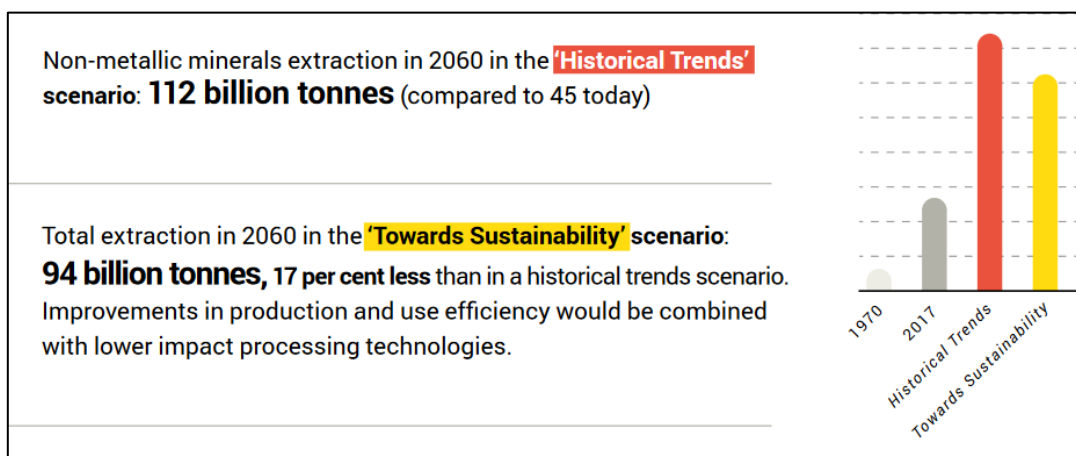 Non-metallic minerals extraction in 2060 in the ‘Historical Trends’
scenario: 112 billion tonnes (compared to 45 today)
Total extraction in 2060 in the ‘Towards Sustainability’ scenario:
94 billion tonnes, 17 per cent less than in a historical trends scenario.
Improvements in production and use efficiency would be combined
with lower impact processing technologies.
1970
2017
Historical Trends
Towards Sustainability